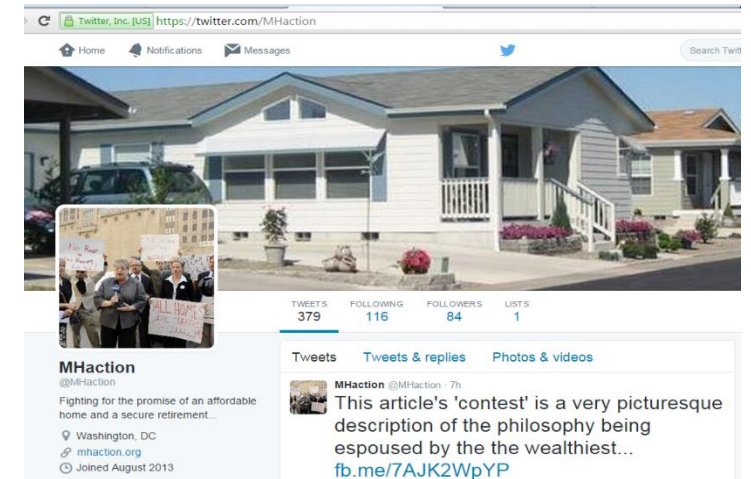 Twitter, Inc. [US] https://twitter.com/MHaction
Home Notifications Messages
Search Twitt
TWEETS FOLLOWING FOLLOWERS LISTS
379 116 84 1
MHaction
@MHaction
Fighting for the promise of an affordable
home and a secure retirement...
Washington, DC
mhaction.org
Joined August 2013
Tweets Tweets & replies Photos & videos
MHaction @MHaction · 7h
This article's 'contest' is a very picturesque
description of the philosophy being
espoused by the the wealthiest...
fb.me/7AJK2WpYP
ALL HOMES